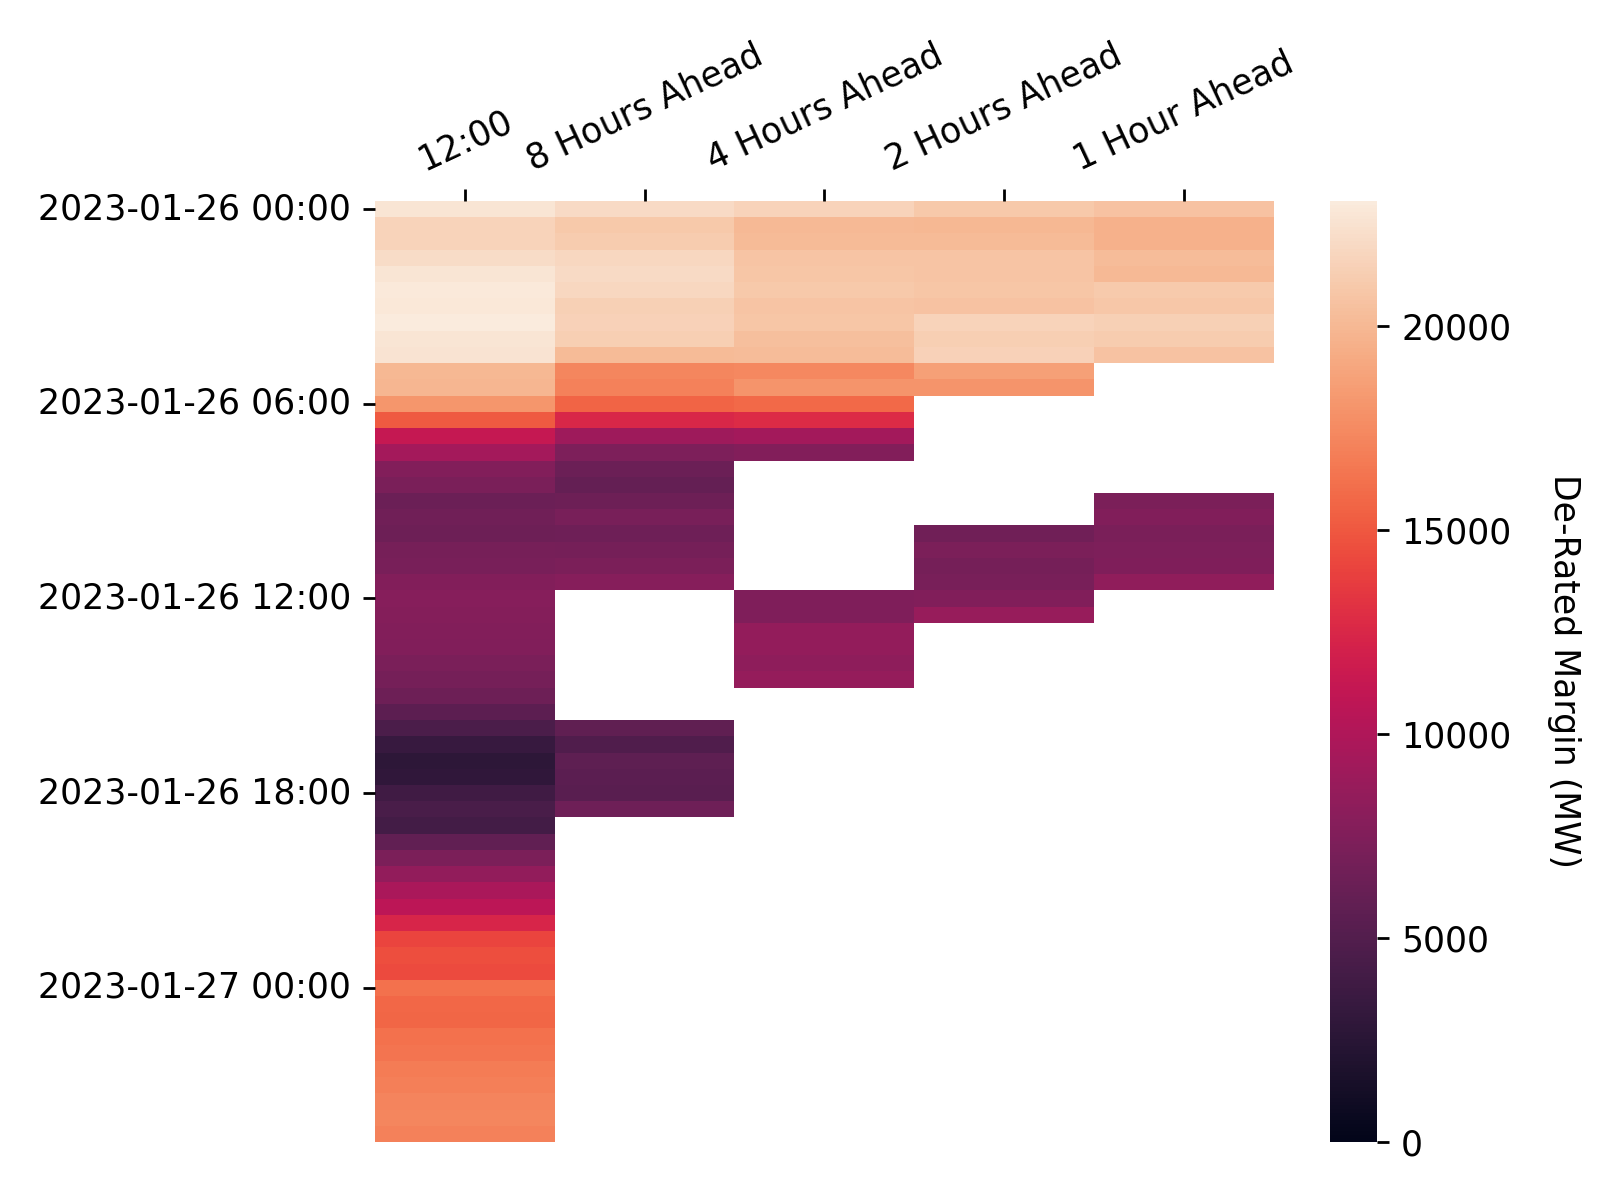 12:00
8 Hours Ahead
4 Hours Ahead
2 Hours Ahead
1 Hour Ahead
2023-01-26 00:00
2023-01-26 06:00
2023-01-26 12:00
2023-01-26 18:00
2023-01-27 00:00
20000
15000
10000
5000
0
De-Rated Margin (MW)